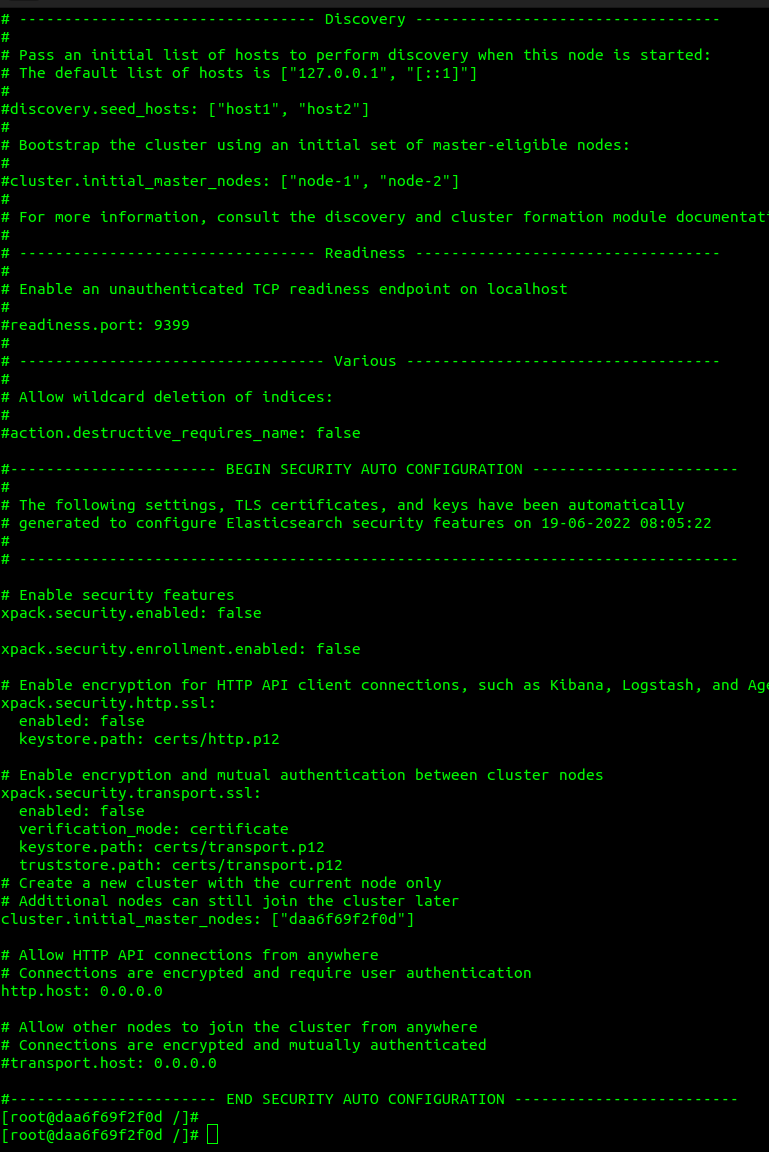 # --------------------------------- Discovery ----------------------------------
#
# Pass an initial list of hosts to perform discovery when this node is started:
# The default list of hosts is ["127.0.0.1", "[::1]"]
#
#discovery.seed_hosts: ["host1", "host2"]
#
# Bootstrap the cluster using an initial set of master-eligible nodes:
#
#cluster.initial_master_nodes: ["node-1", "node-2"]
#
# For more information, consult the discovery and cluster formation module documentati
#
# --------------------------------- Readiness ----------------------------------
#
# Enable an unauthenticated TCP readiness endpoint on localhost
#
#readiness.port: 9399
#
# ---------------------------------- Various -----------------------------------
#
# Allow wildcard deletion of indices:
#
#action.destructive_requires_name: false

#----------------------- BEGIN SECURITY AUTO CONFIGURATION -----------------------
#
# The following settings, TLS certificates, and keys have been automatically
# generated to configure Elasticsearch security features on 19-06-2022 08:05:22
#
# --------------------------------------------------------------------------------

# Enable security features
xpack.security.enabled: false

xpack.security.enrollment.enabled: false

# Enable encryption for HTTP API client connections, such as Kibana, Logstash, and Age
xpack.security.http.ssl:
  enabled: false
  keystore.path: certs/http.p12

# Enable encryption and mutual authentication between cluster nodes
xpack.security.transport.ssl:
  enabled: false
  verification_mode: certificate
  keystore.path: certs/transport.p12
  truststore.path: certs/transport.p12
# Create a new cluster with the current node only
# Additional nodes can still join the cluster later
cluster.initial_master_nodes: ["daa6f69f2f0d"]

# Allow HTTP API connections from anywhere
# Connections are encrypted and require user authentication
http.host: 0.0.0.0

# Allow other nodes to join the cluster from anywhere
# Connections are encrypted and mutually authenticated
#transport.host: 0.0.0.0

#----------------------- END SECURITY AUTO CONFIGURATION -------------------------
[root@daa6f69f2f0d /]# _
[root@daa6f69f2f0d /]#